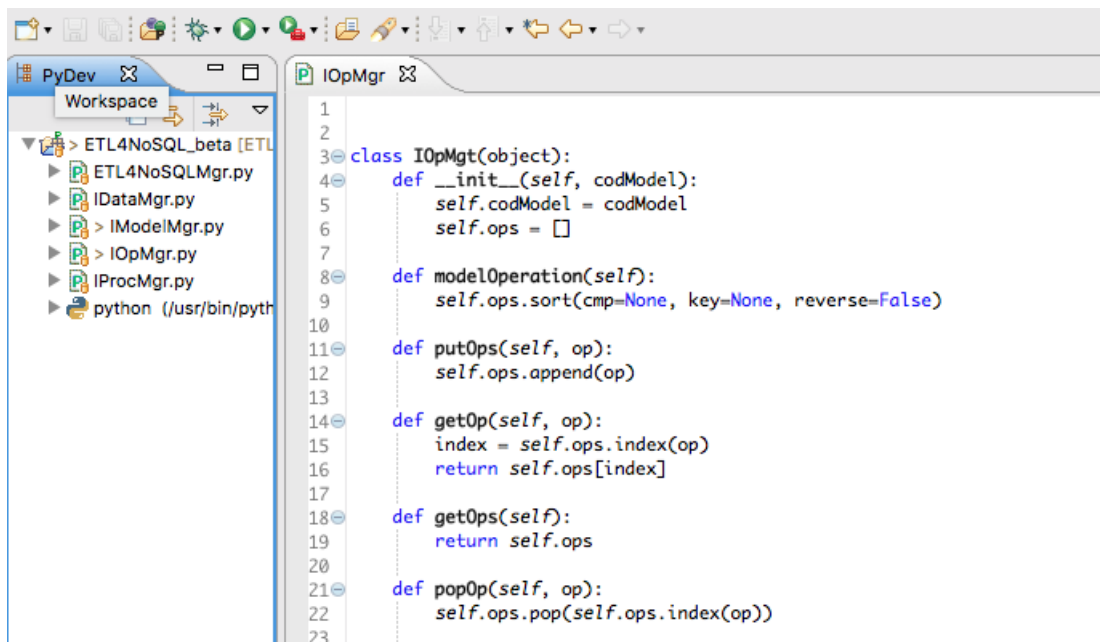 PyDev
IOpMgr
Workspace
> ETL4NoSQL_beta [ETL
ETL4NoSQLMgr.py
IDataMgr.py
> IModelMgr.py
> IOpMgr.py
IProcMgr.py
python (/usr/bin/pyth
1
2
3 class IOpMgt(object):
4     def __init__(self, codModel):
5         self.codModel = codModel
6         self.ops = []
7
8     def modelOperation(self):
9         self.ops.sort(cmp=None, key=None, reverse=False)
10
11     def putOps(self, op):
12         self.ops.append(op)
13
14     def getOp(self, op):
15         index = self.ops.index(op)
16         return self.ops[index]
17
18     def getOps(self):
19         return self.ops
20
21     def popOp(self, op):
22         self.ops.pop(self.ops.index(op))
23